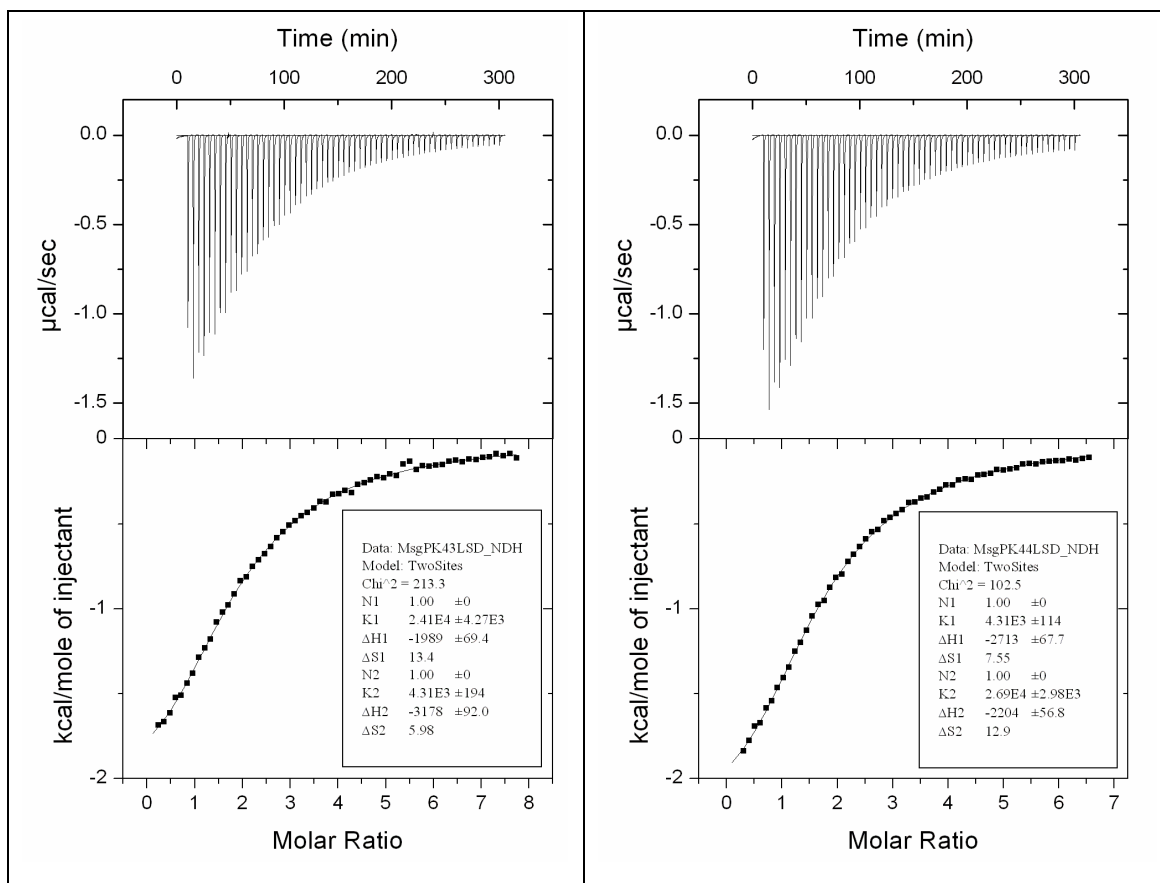 Time (min)
0 100 200 300
0.0
-0.5
-1.0
-1.5
µcal/sec
0
-1
-2
kcal/mole of injectant
Data: MsgPK43LSD_NDH
Model: TwoSites
Chi^2 = 213.3
N1 1.00 ±0
K1 2.41E4 ±4.27E3
ΔH1 -1989 ±69.4
ΔS1 13.4
N2 1.00 ±0
K2 4.31E3 ±194
ΔH2 -3178 ±92.0
ΔS2 5.98
0 1 2 3 4 5 6 7 8
Molar Ratio
Time (min)
0 100 200 300
0.0
-0.5
-1.0
-1.5
µcal/sec
0
-1
-2
kcal/mole of injectant
Data: MsgPK44LSD_NDH
Model: TwoSites
Chi^2 = 102.5
N1 1.00 ±0
K1 4.31E3 ±114
ΔH1 -2713 ±67.7
ΔS1 7.55
N2 1.00 ±0
K2 2.69E4 ±2.98E3
ΔH2 -2204 ±56.8
ΔS2 12.9
0 1 2 3 4 5 6 7
Molar Ratio